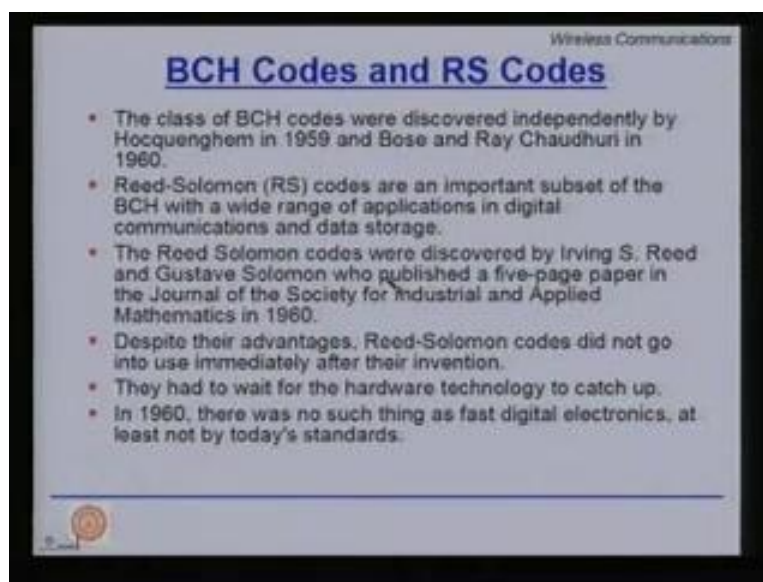 Wireless Communications
BCH Codes and RS Codes
• The class of BCH codes were discovered independently by
Hocquenghem in 1959 and Bose and Ray Chaudhuri in
1960.
• Reed-Solomon (RS) codes are an important subset of the
BCH with a wide range of applications in digital
communications and data storage.
• The Reed Solomon codes were discovered by Irving S. Reed
and Gustave Solomon who published a five-page paper in
the Journal of the Society for Industrial and Applied
Mathematics in 1960.
• Despite their advantages, Reed-Solomon codes did not go
into use immediately after their invention.
• They had to wait for the hardware technology to catch up.
• In 1960, there was no such thing as fast digital electronics, at
least not by today's standards.